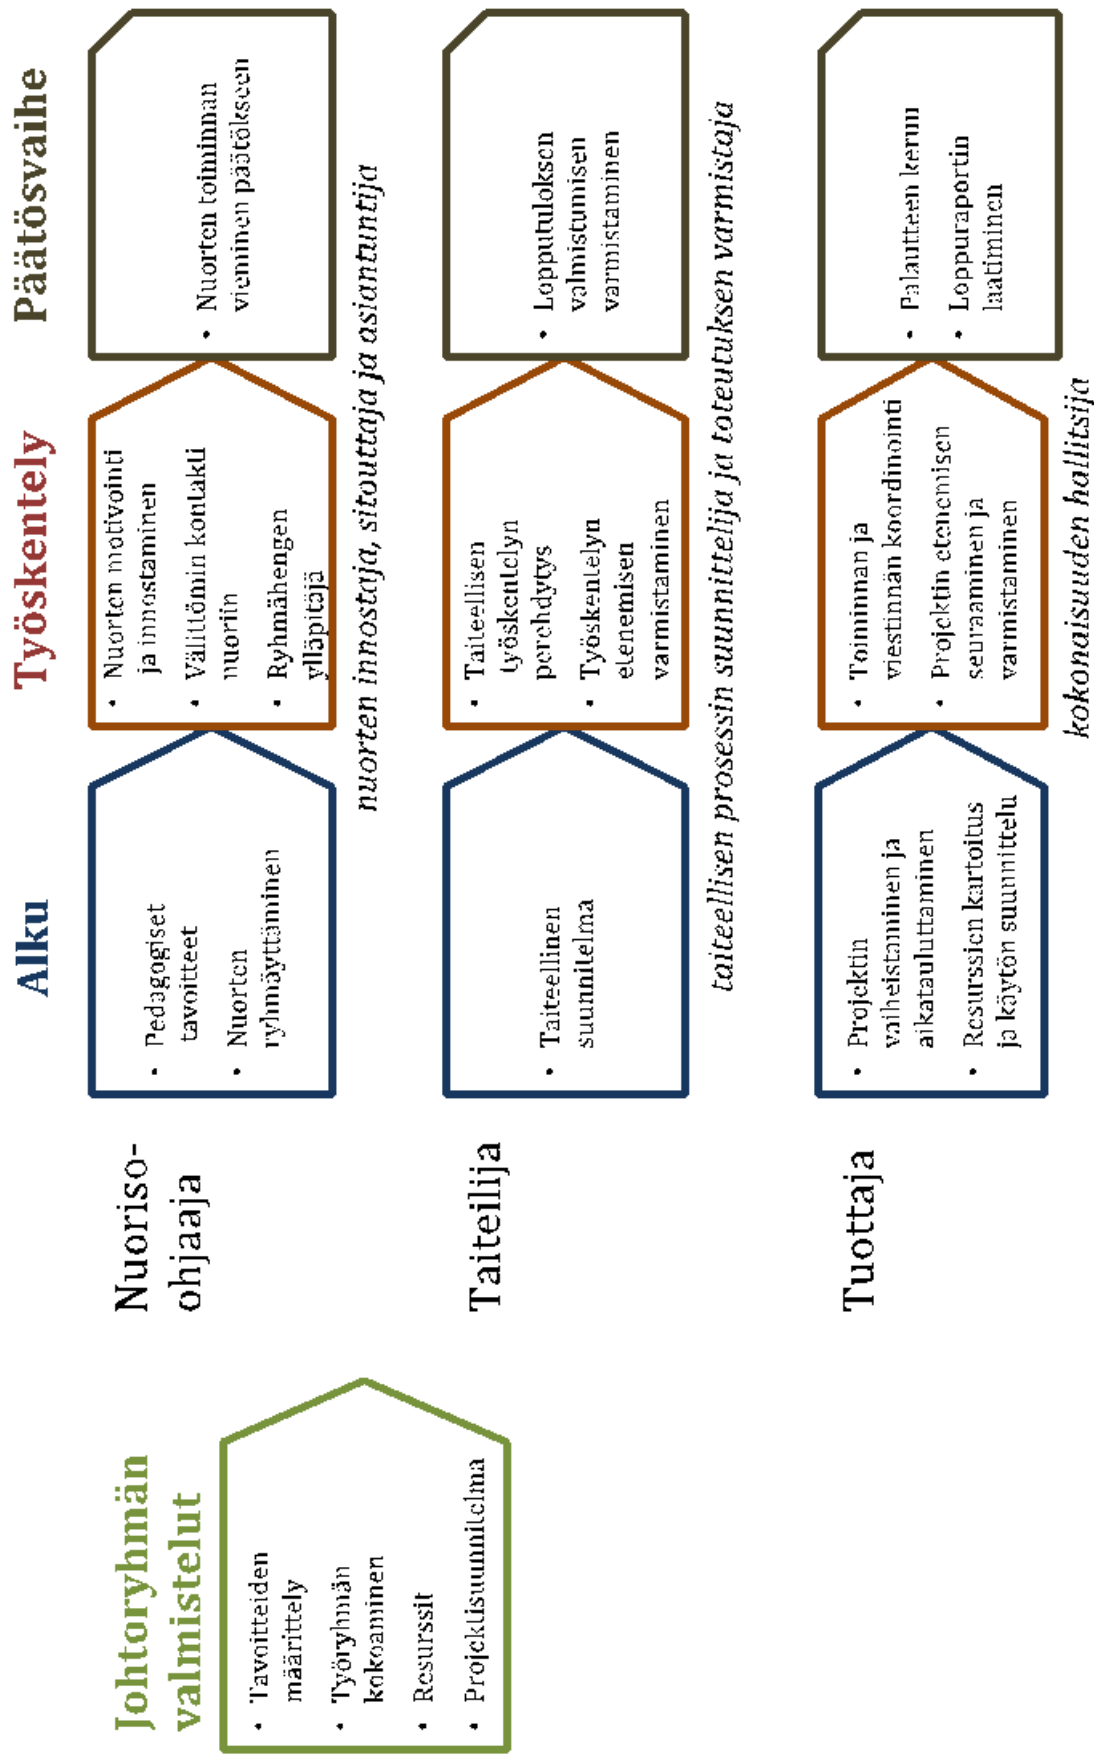 Johtoryhmän
valmistelut
• Tavoitteiden
määrittely
• Työryhmän
kokoaminen
• Resurssit
• Projektisuunnitelma
Alku
Työskentely
Päätösvaihe
Nuoriso-
ohjaaja
• Pedagogiset
tavoitteet
• Nuorten
ryhmäyttäminen
• Nuorten motivointi
ja innostaminen
• Välittömin kontakti
nuoriin
• Ryhmähengen
ylläpitäjä
• Nuorten toiminnan
vieminen päätökseen
nuorten innostaja, sitouttaja ja asiantuntija
Taiteilija
• Taiteellinen
suunnitelma
• Taiteellisen
työskentelyn
perehdytys
• Työskentelyn
etenemisen
varmistaminen
• Lopputuloksen
valmistumisen
varmistaminen
taiteellisen prosessin suunnittelija ja toteutuksen varmistaja
Tuottaja
• Projektin
vaiheistaminen ja
aikatauluttaminen
• Resurssien kartoitus
ja käytön suunnittelu
• Toiminnan ja
viestinnän koordinointi
• Projektin etenemisen
seuraaminen ja
varmistaminen
• Palautteen keruu
• Loppuraportin
laatiminen
kokonaisuuden hallitsija